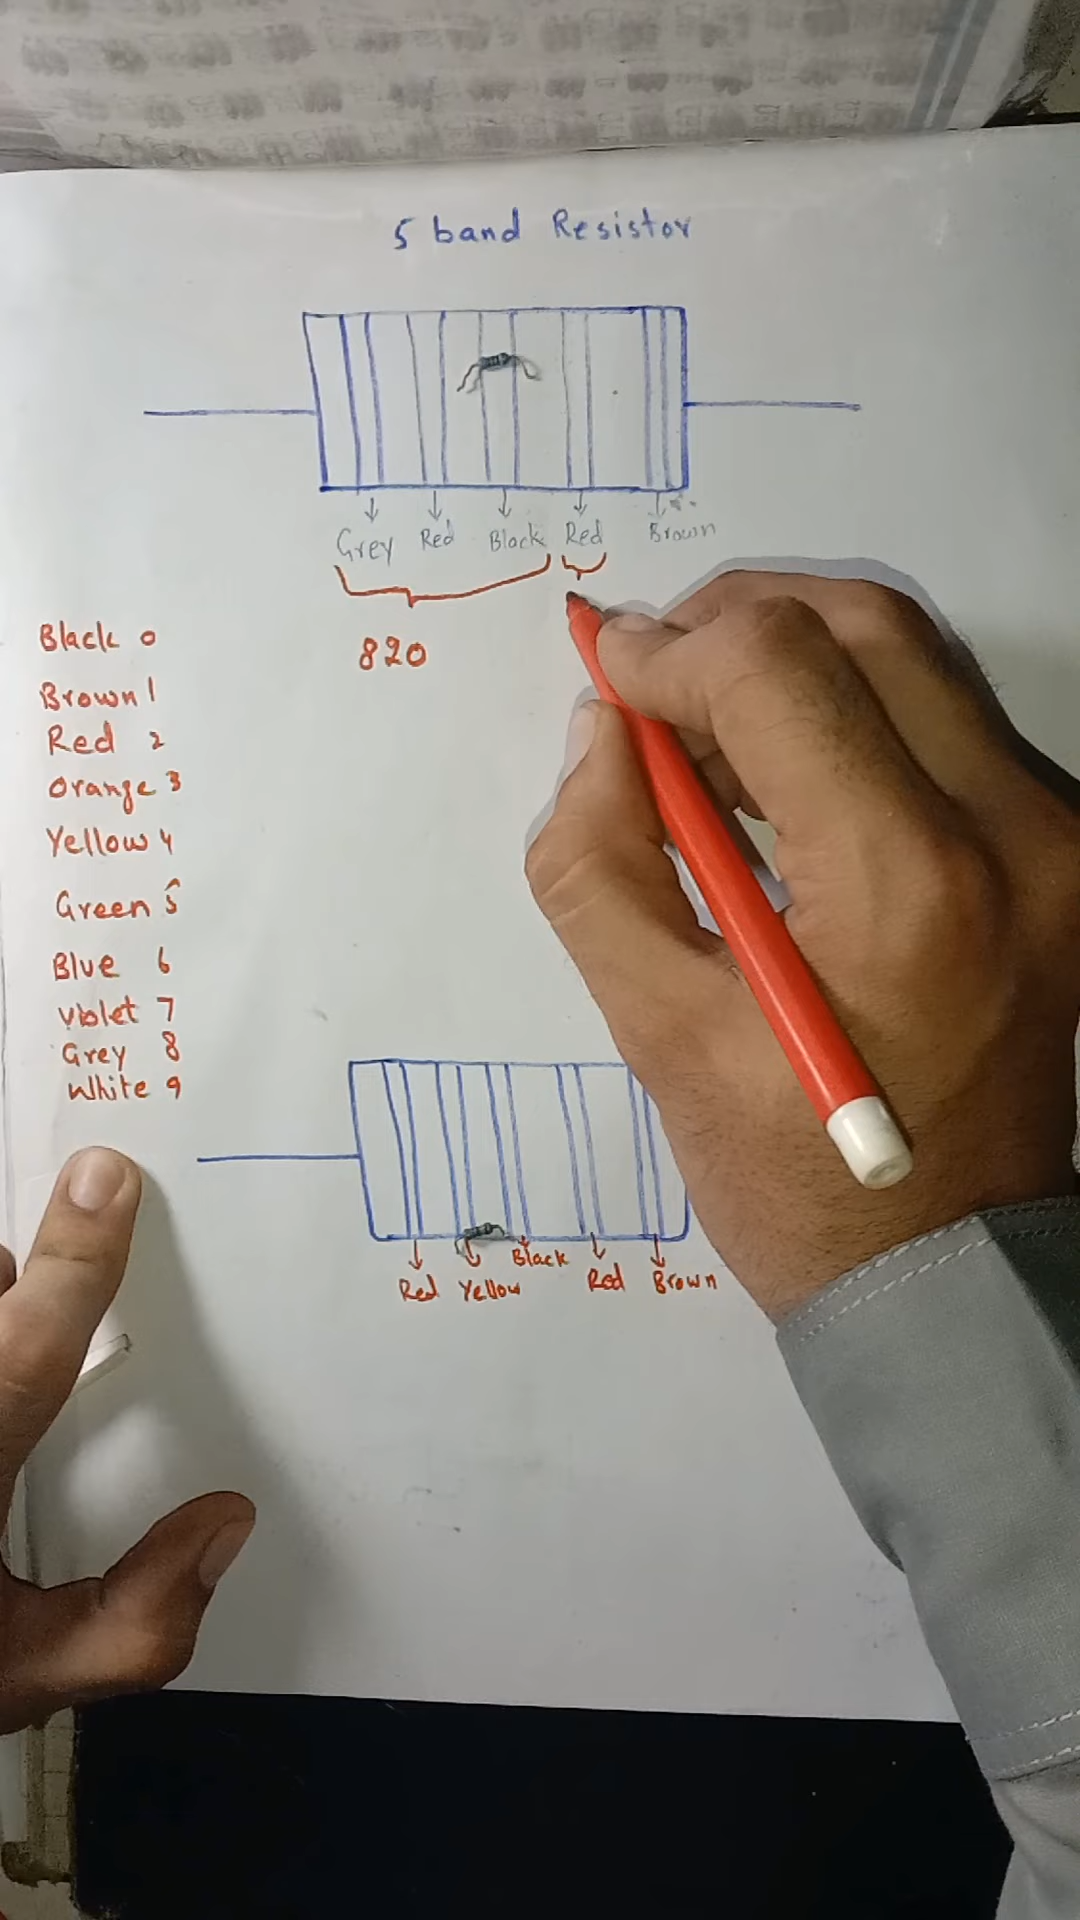 5 band Resistor
Grey Red Black Red Brown
820
Black 0
Brown 1
Red 2
Orange 3
Yellow 4
Green 5
Blue 6
Violet 7
Grey 8
White 9
Red Yellow Black Red Brown